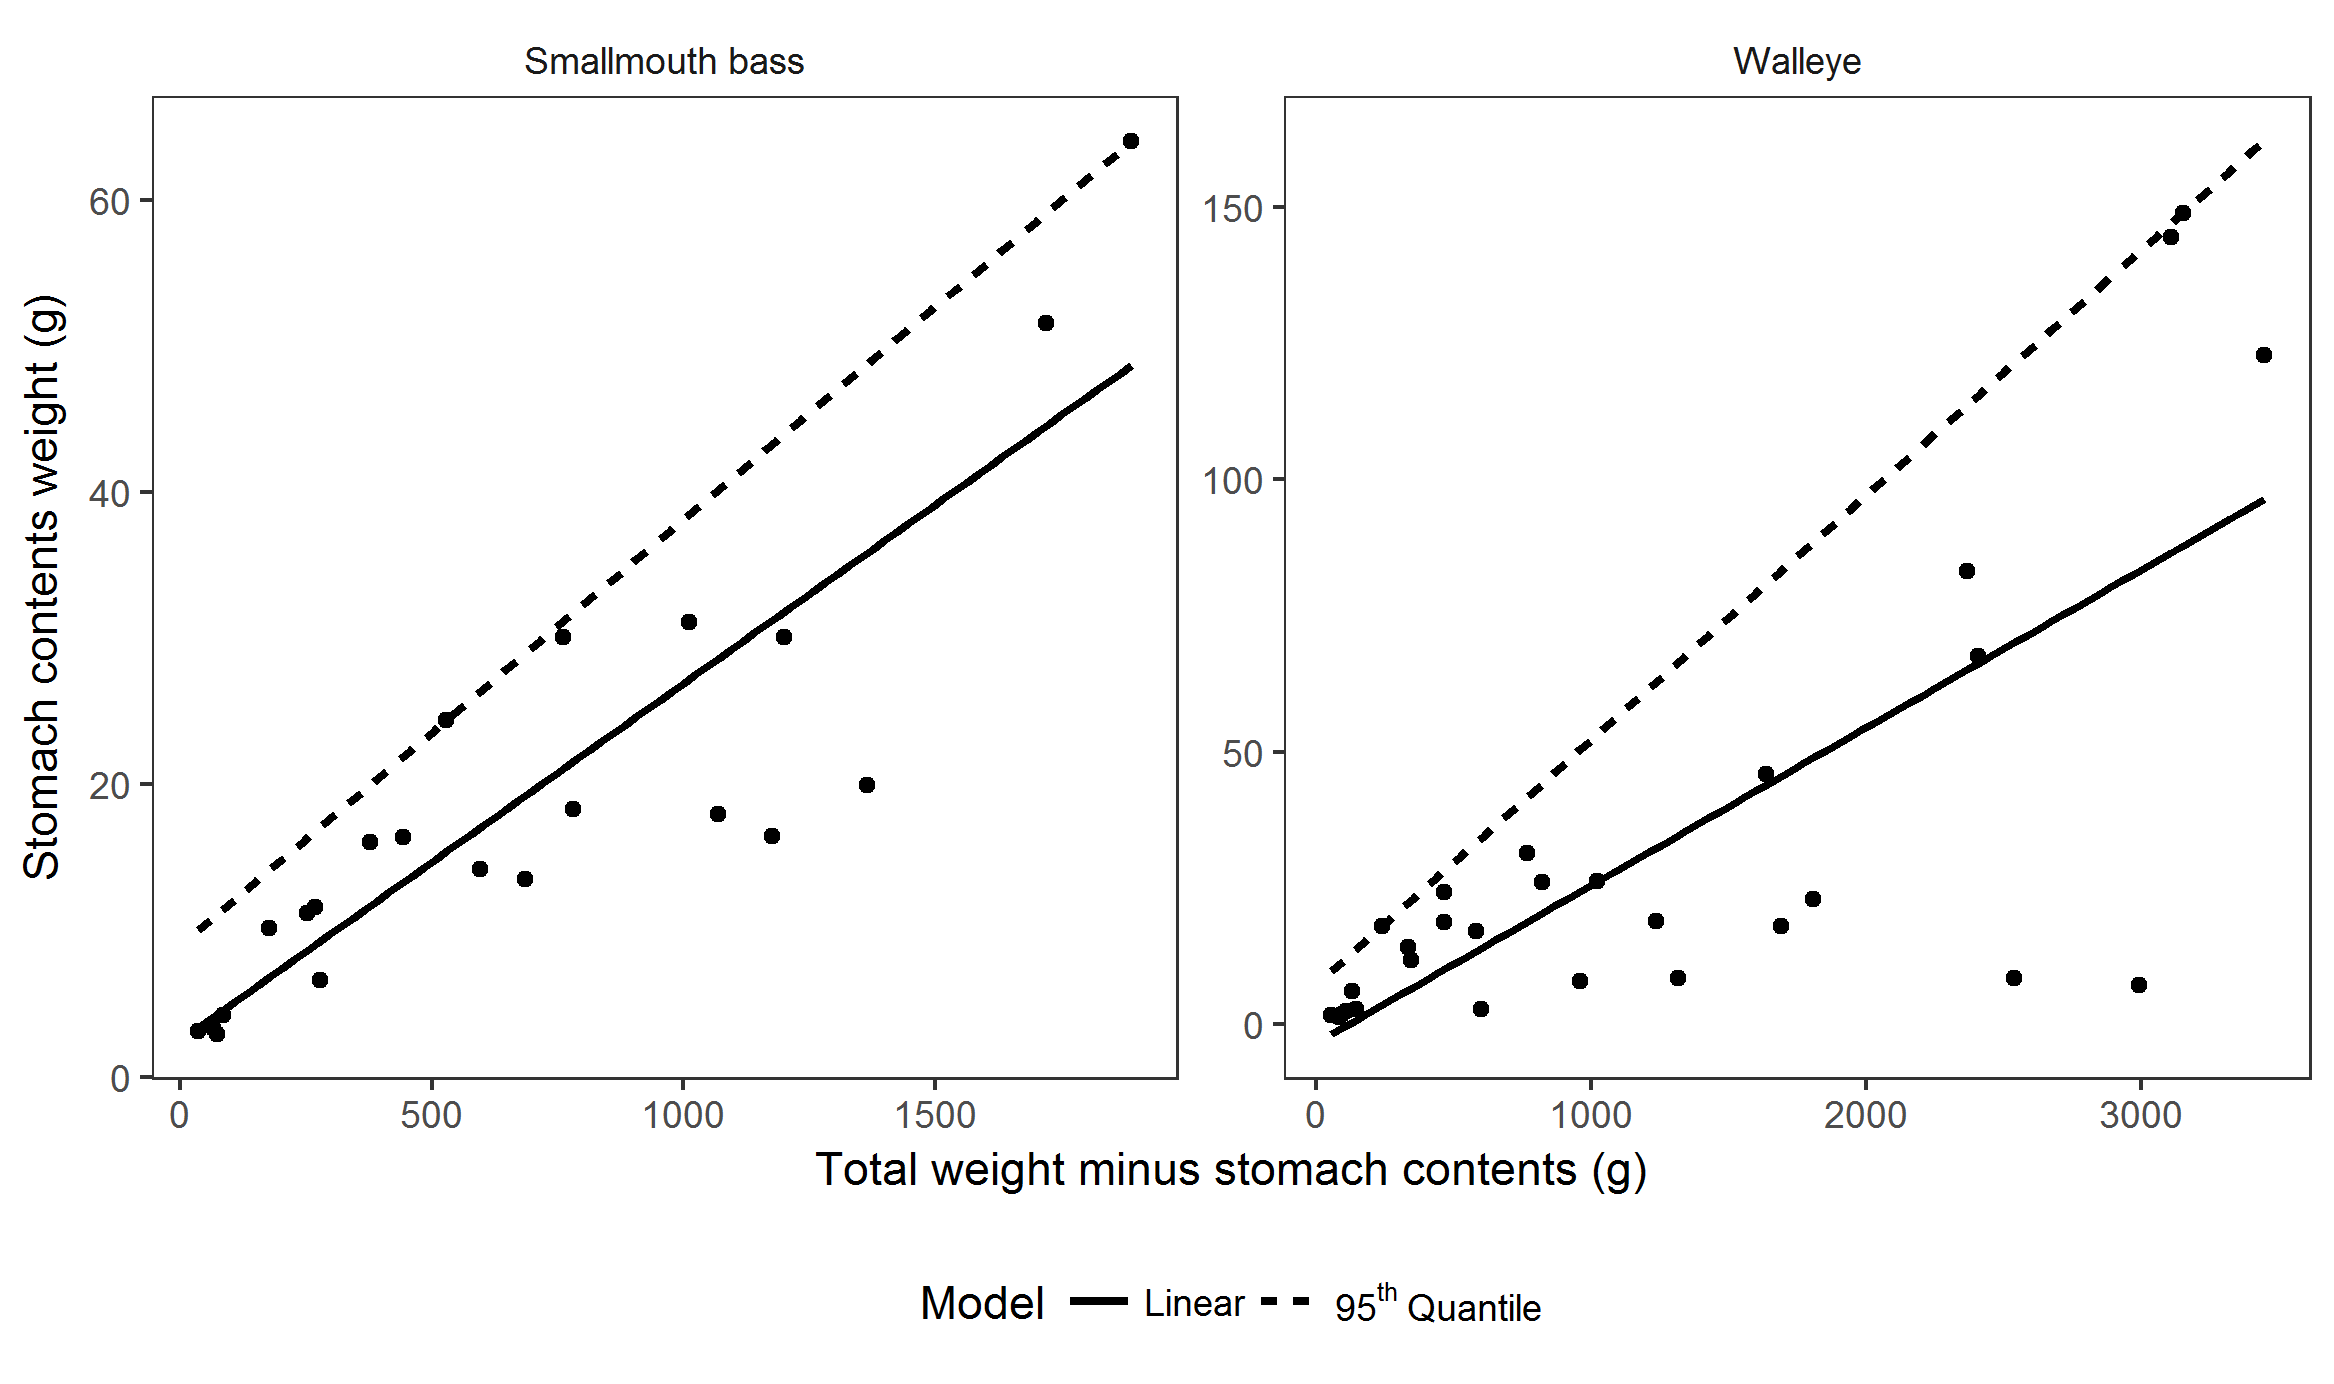 Smallmouth bass
Walleye
Stomach contents weight (g)
60
40
20
0
150
100
50
0
0 500 1000 1500
0 1000 2000 3000
Total weight minus stomach contents (g)
Model Linear 95th Quantile